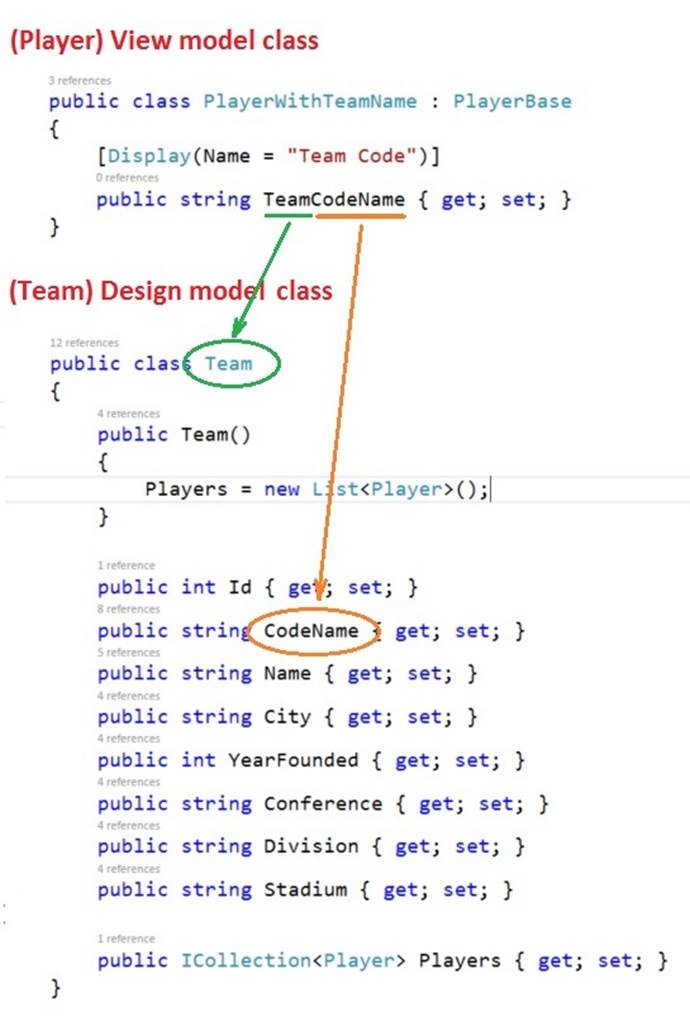 (Player) View model class
3 references
public class PlayerWithTeamName : PlayerBase
{
[Display(Name = "Team Code")]
0 references
public string TeamCodeName { get; set; }
}
(Team) Design model class
12 references
public class Team
{
4 references
public Team()
{
Players = new List<Player>();
}
1 reference
public int Id { get; set; }
8 references
public string CodeName { get; set; }
5 references
public string Name { get; set; }
4 references
public string City { get; set; }
4 references
public int YearFounded { get; set; }
4 references
public string Conference { get; set; }
4 references
public string Division { get; set; }
4 references
public string Stadium { get; set; }
1 reference
public ICollection<Player> Players { get; set; }
}